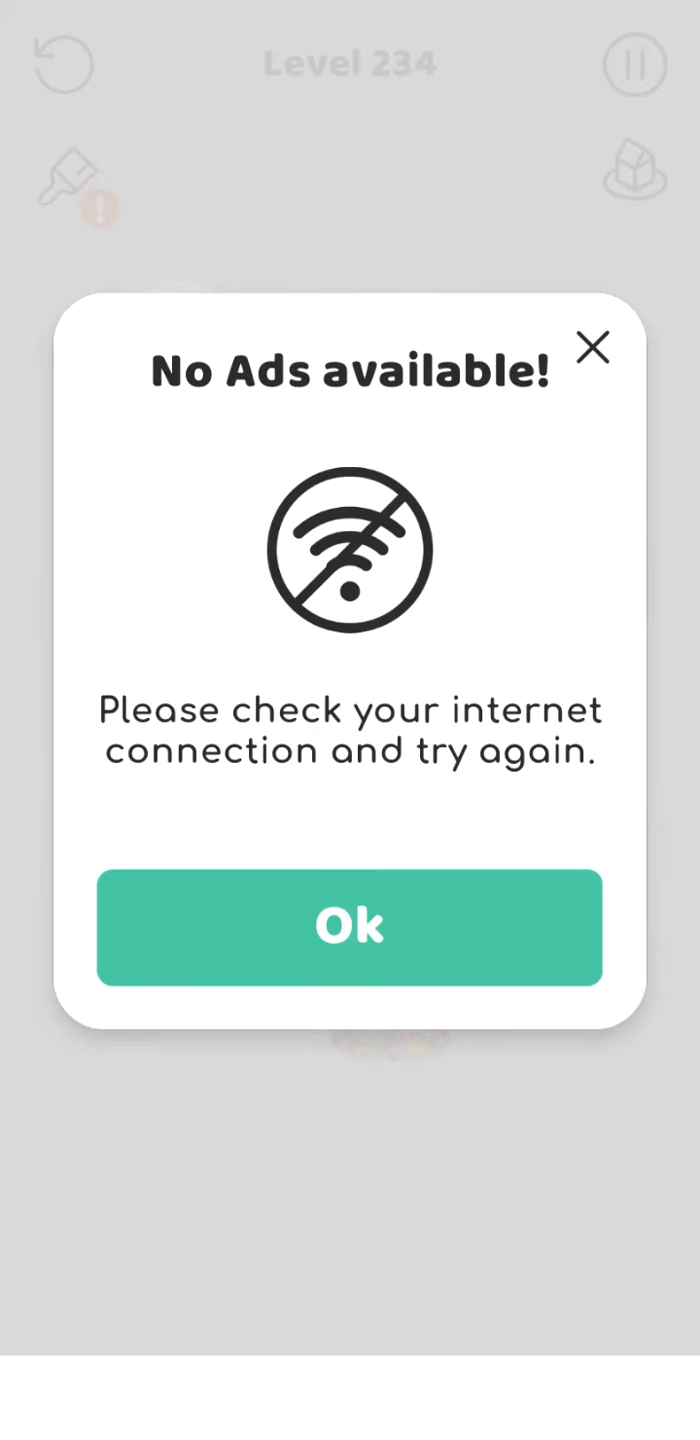 Level 234
!
No Ads available!
Please check your internet
connection and try again.
Ok